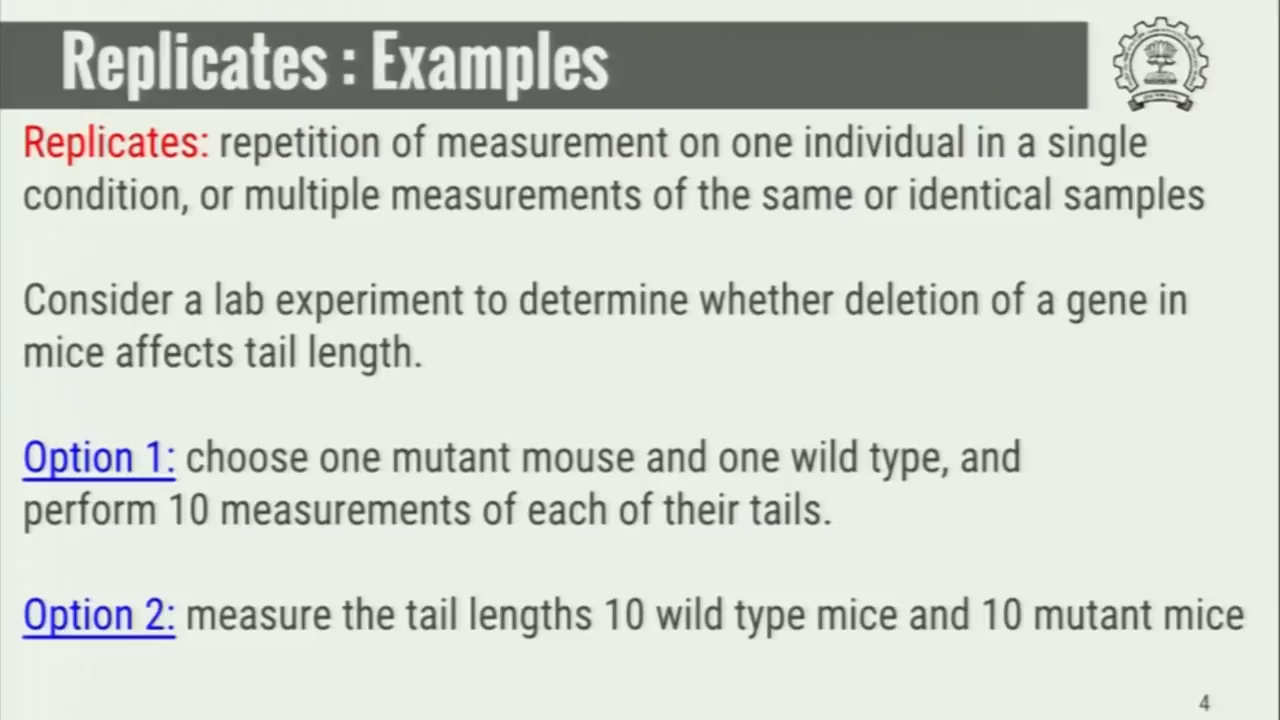 Replicates : Examples
Replicates: repetition of measurement on one individual in a single
condition, or multiple measurements of the same or identical samples
Consider a lab experiment to determine whether deletion of a gene in
mice affects tail length.
Option 1: choose one mutant mouse and one wild type, and
perform 10 measurements of each of their tails.
Option 2: measure the tail lengths 10 wild type mice and 10 mutant mice
4